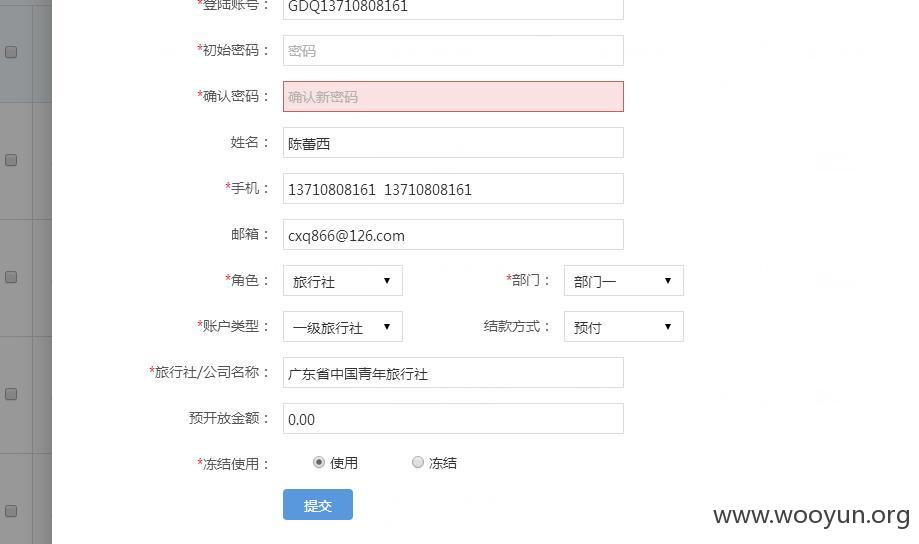 *登陆账号： GDQ13710808161
*初始密码： 密码
*确认密码： 确认新密码
姓名： 陈蕾西
*手机： 13710808161 13710808161
邮箱： cxq866@126.com
*角色： 旅行社 *部门： 部门一
*账户类型： 一级旅行社 结款方式： 预付
*旅行社/公司名称： 广东省中国青年旅行社
预开放金额： 0.00
*冻结使用： 使用 冻结
提交
www.wooyun.org